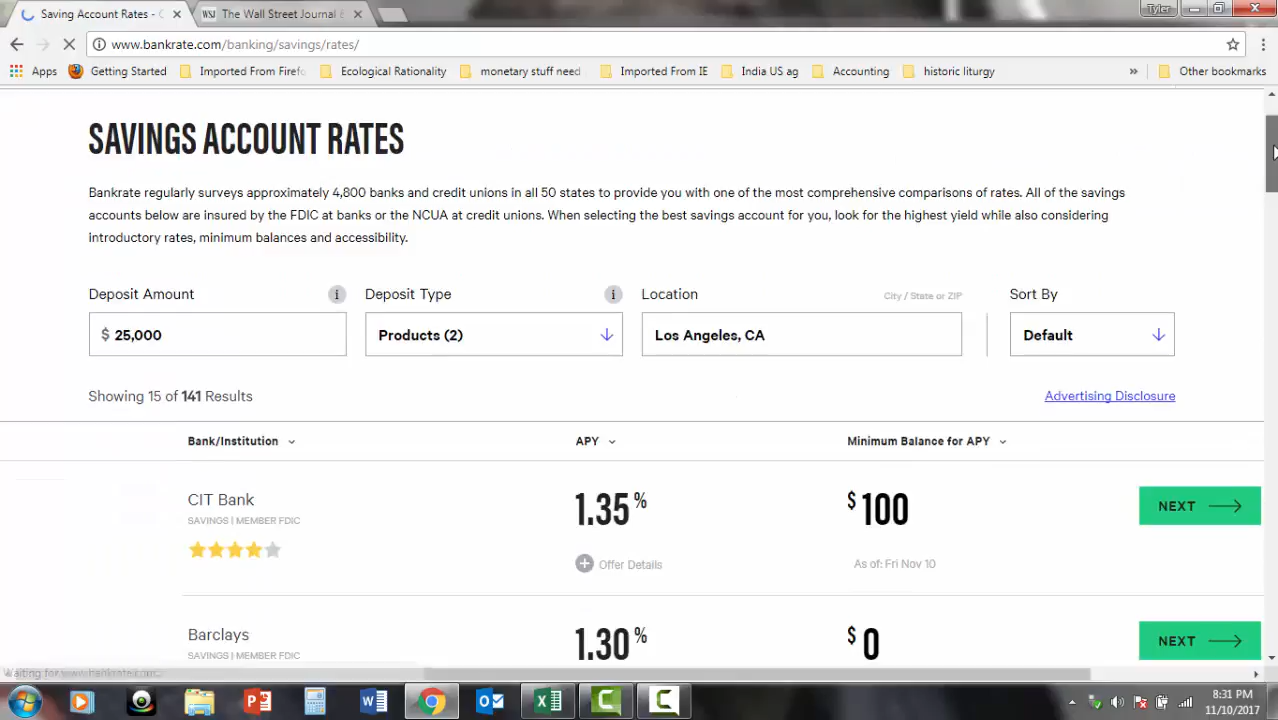 Saving Account Rates - C
WSJ The Wall Street Journal &
Tyler
www.bankrate.com/banking/savings/rates/
Apps Getting Started Imported From Firefo Ecological Rationality monetary stuff need Imported From IE India US ag Accounting historic liturgy » Other bookmarks
SAVINGS ACCOUNT RATES
Bankrate regularly surveys approximately 4,800 banks and credit unions in all 50 states to provide you with one of the most comprehensive comparisons of rates. All of the savings
accounts below are insured by the FDIC at banks or the NCUA at credit unions. When selecting the best savings account for you, look for the highest yield while also considering
introductory rates, minimum balances and accessibility.
Deposit Amount i Deposit Type i Location City / State or ZIP Sort By
$ 25,000 Products (2) Los Angeles, CA Default
Showing 15 of 141 Results Advertising Disclosure
Bank/Institution APY Minimum Balance for APY
CIT Bank 1.35 % $ 100 NEXT
SAVINGS | MEMBER FDIC
Offer Details As of: Fri Nov 10
Barclays 1.30 % $ 0 NEXT
SAVINGS | MEMBER FDIC
Waiting for www.bankrate.com...
8:31 PM
11/10/2017